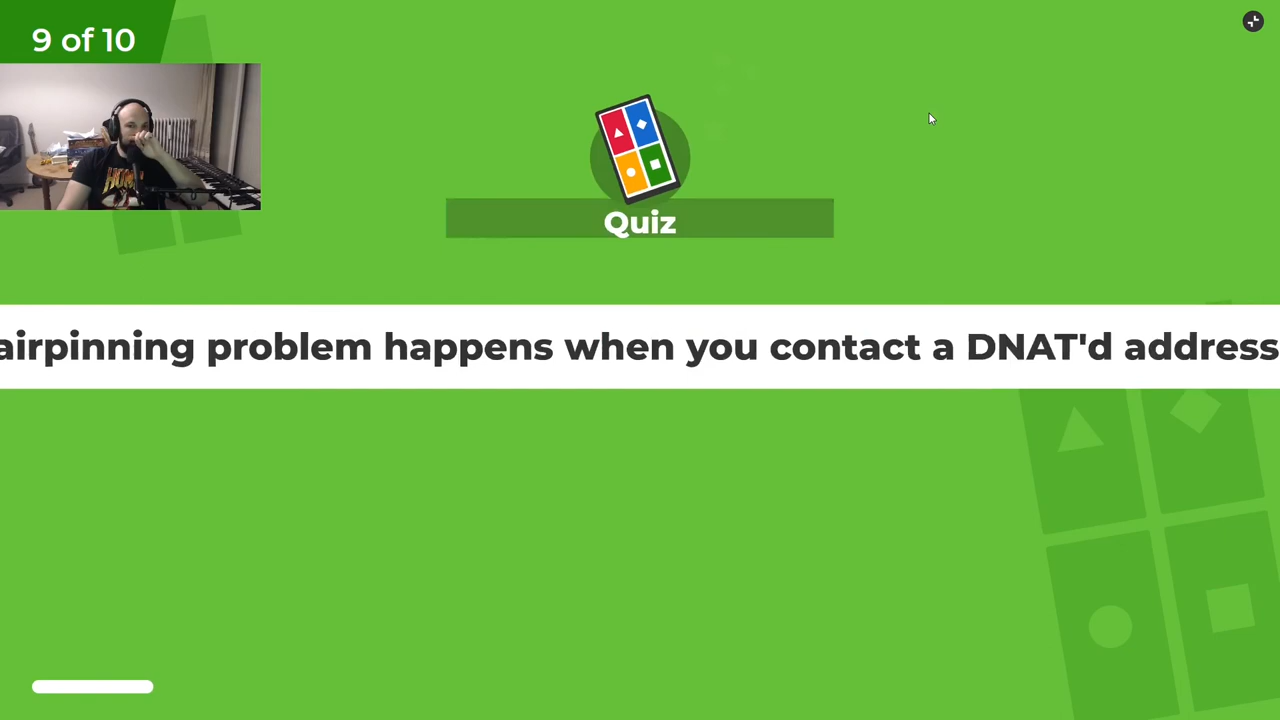 9 of 10
Quiz
airpinning problem happens when you contact a DNAT'd address